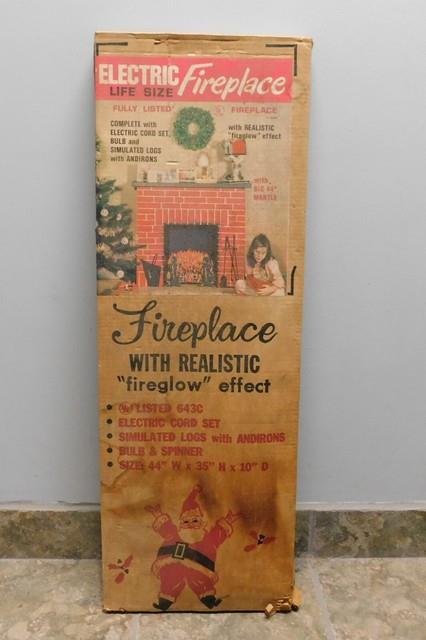 ELECTRIC Fireplace
LIFE SIZE
FULLY LISTED UL FIREPLACE
COMPLETE with
ELECTRIC CORD SET,
BULB and
SIMULATED LOGS
with ANDIRONS
with REALISTIC
"fireglow" effect
with
BIG 44"
MANTLE
Fireplace
WITH REALISTIC
"fireglow" effect
• UL LISTED 643C
• ELECTRIC CORD SET
• SIMULATED LOGS with ANDIRONS
• BULB & SPINNER
• SIZE: 44" W x 35" H x 10" D